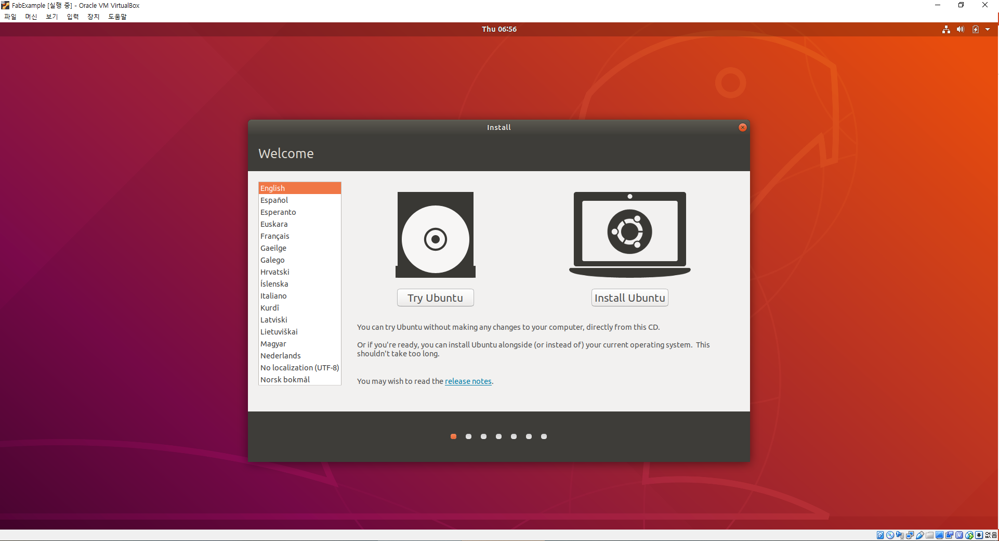 FabExample [실행 중] - Oracle VM VirtualBox
파일 머신 보기 입력 장치 도움말
Thu 06:56
Install
Welcome
English
Español
Esperanto
Euskara
Français
Gaeilge
Galego
Hrvatski
Íslenska
Italiano
Kurdî
Latviski
Lietuviškai
Magyar
Nederlands
No localization (UTF-8)
Norsk bokmål
Try Ubuntu
Install Ubuntu
You can try Ubuntu without making any changes to your computer, directly from this CD.
Or if you're ready, you can install Ubuntu alongside (or instead of) your current operating system. This
shouldn't take too long.
You may wish to read the release notes.
없음